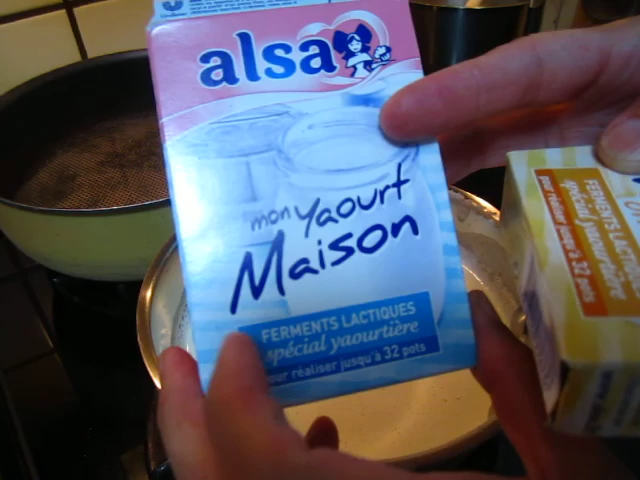 alsa
mon Yaourt
Maison
FERMENTS LACTIQUES
spécial yaourtière
pour réaliser jusqu'à 32 pots
FERMENTS LACTIQUES
spécial yaourtière
pour réaliser jusqu'à 32 pots